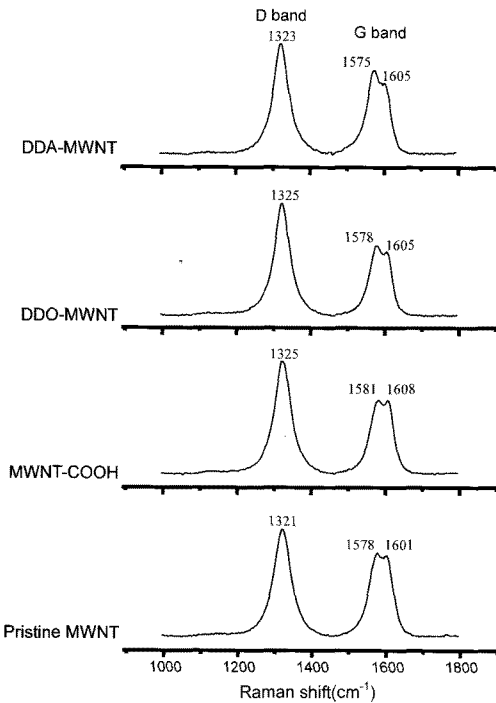 D band
1323
G band
1575
1605
DDA-MWNT
1325
1578
1605
DDO-MWNT
1325
1581
1608
MWNT-COOH
1321
1578
1601
Pristine MWNT
1000 1200 1400 1600 1800
Raman shift(cm⁻¹)